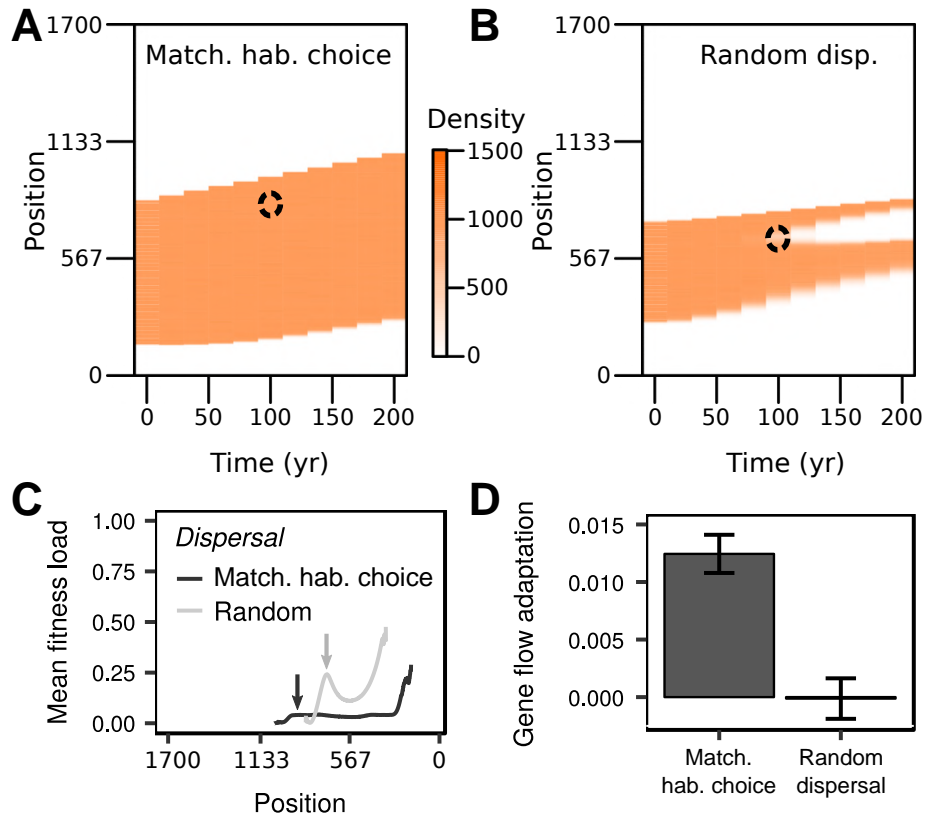 A
1700
Match. hab. choice
1133
567
0
Position
0 50 100 150 200
Time (yr)
Density
1500
1000
500
0
B
1700
Random disp.
1133
567
0
Position
0 50 100 150 200
Time (yr)
C
1.00
0.75
0.50
0.25
0.00
Mean fitness load
Dispersal
Match. hab. choice
Random
1700 1133 567 0
Position
D
0.015
0.010
0.005
0.000
Gene flow adaptation
Match.
hab. choice
Random
dispersal